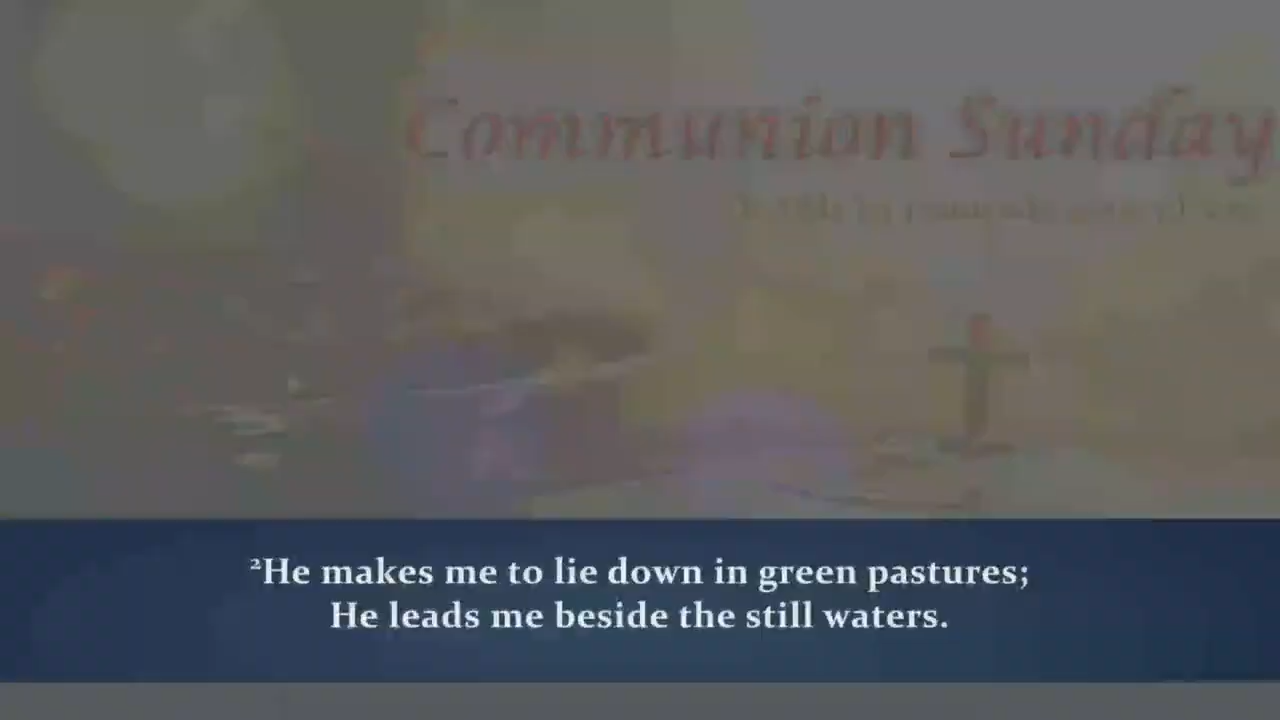 Communion Sunday
²He makes me to lie down in green pastures;
He leads me beside the still waters.